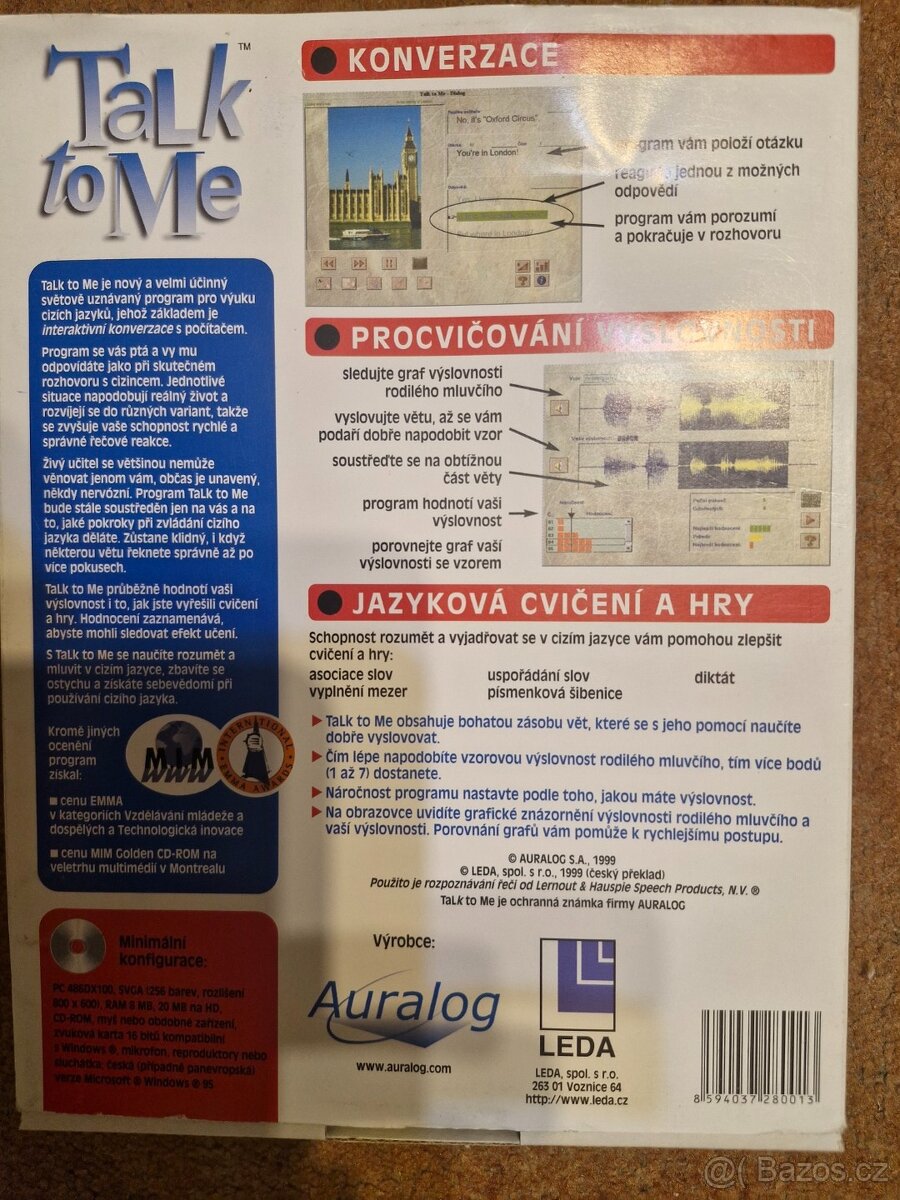 TaLk
to Me
™
TaLk to Me je nový a velmi účinný
světově uznávaný program pro výuku
cizích jazyků, jehož základem je
interaktivní konverzace s počítačem.
Program se vás ptá a vy mu
odpovídáte jako při skutečném
rozhovoru s cizincem. Jednotlivé
situace napodobují reálný život a
rozvíjejí se do různých variant, takže
se zvyšuje vaše schopnost rychlé a
správné řečové reakce.
Živý učitel se většinou nemůže
věnovat jenom vám, občas je unavený,
někdy nervózní. Program TaLk to Me
bude stále soustředěn jen na vás a na
to, jaké pokroky při zvládání cizího
jazyka děláte. Zůstane klidný, i když
některou větu řeknete správně až po
více pokusech.
TaLk to Me průběžně hodnotí vaši
výslovnost i to, jak jste vyřešili cvičení
a hry. Hodnocení zaznamenává,
abyste mohli sledovat efekt učení.
S TaLk to Me se naučíte rozumět a
mluvit v cizím jazyce, zbavíte se
ostychu a získáte sebevědomí při
používání cizího jazyka.
Kromě jiných
ocenění
program
získal:
MIM
INTERNATIONAL
EMMA AWARDS
■ cenu EMMA
v kategoriích Vzdělávání mládeže a
dospělých a Technologická inovace
■ cenu MIM Golden CD-ROM na
veletrhu multimédií v Montrealu
Minimální
konfigurace:
PC 486DX100, SVGA (256 barev, rozlišení
800 x 600), RAM 8 MB, 20 MB na HD,
CD-ROM, myš nebo obdobné zařízení,
zvuková karta 16 bitů kompatibilní
s Windows ®, mikrofon, reproduktory nebo
sluchátka, česká (případně panevropská)
verze Microsoft ® Windows ® 95
● KONVERZACE
Talk to Me - Dialog
No, it's "Oxford Circus"
You're in London!
But where in London?
program vám položí otázku
jednou z možných
odpovědí
program vám porozumí
a pokračuje v rozhovoru
● PROCVIČOVÁNÍ VÝSLOVNOSTI
sledujte graf výslovnosti
rodilého mluvčího
vyslovujte větu, až se vám
podaří dobře napodobit vzor
soustřeďte se na obtížnou
část věty
program hodnotí vaši
výslovnost
porovnejte graf vaší
výslovnosti se vzorem
● JAZYKOVÁ CVIČENÍ A HRY
Schopnost rozumět a vyjadřovat se v cizím jazyce vám pomohou zlepšit
cvičení a hry:
asociace slov uspořádání slov diktát
vyplnění mezer písmenková šibenice
TaLk to Me obsahuje bohatou zásobu vět, které se s jeho pomocí naučíte
dobře vyslovovat.
Čím lépe napodobíte vzorovou výslovnost rodilého mluvčího, tím více bodů
(1 až 7) dostanete.
Náročnost programu nastavte podle toho, jakou máte výslovnost.
Na obrazovce uvidíte grafické znázornění výslovnosti rodilého mluvčího a
vaší výslovnosti. Porovnání grafů vám pomůže k rychlejšímu postupu.
© AURALOG S.A., 1999
© LEDA, spol. s r.o., 1999 (český překlad)
Použito je rozpoznávání řečí od Lernout & Hauspie Speech Products, N.V. ®
TaLk to Me je ochranná známka firmy AURALOG
Výrobce:
Auralog
www.auralog.com
LEDA
LEDA, spol. s r.o.
263 01 Voznice 64
http://www.leda.cz
8 594037 280013
@( Bazos.cz